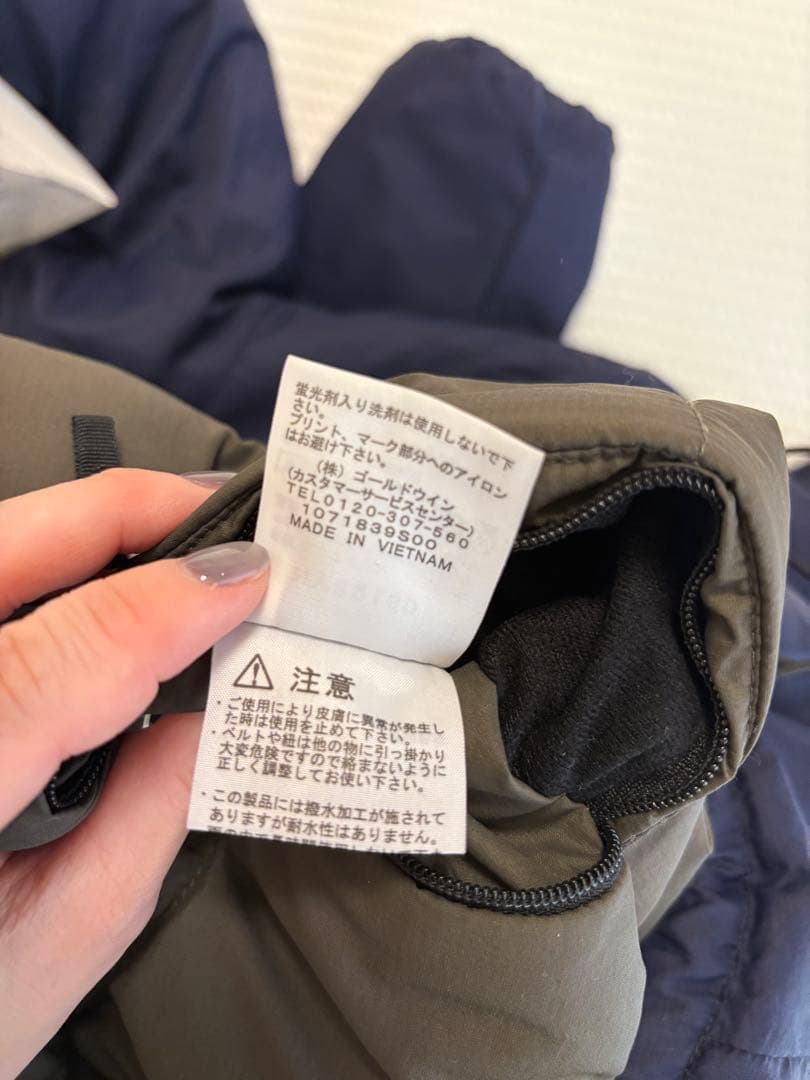 蛍光剤入り洗剤は使用しないで下
さい。
プリント、マーク部分へのアイロン
はお避け下さい。
(株)ゴールドウイン
(カスタマーサービスセンター)
TEL0120-307-560
1071839S00
MADE IN VIETNAM
注意
・ご使用により皮膚に異常が発生し
た時は使用を止めて下さい。
・ベルトや紐は他の物に引っ掛かり
大変危険ですので絡まないように
正しく調整してお使い下さい。
・この製品には撥水加工が施されて
ありますが耐水性はありません。